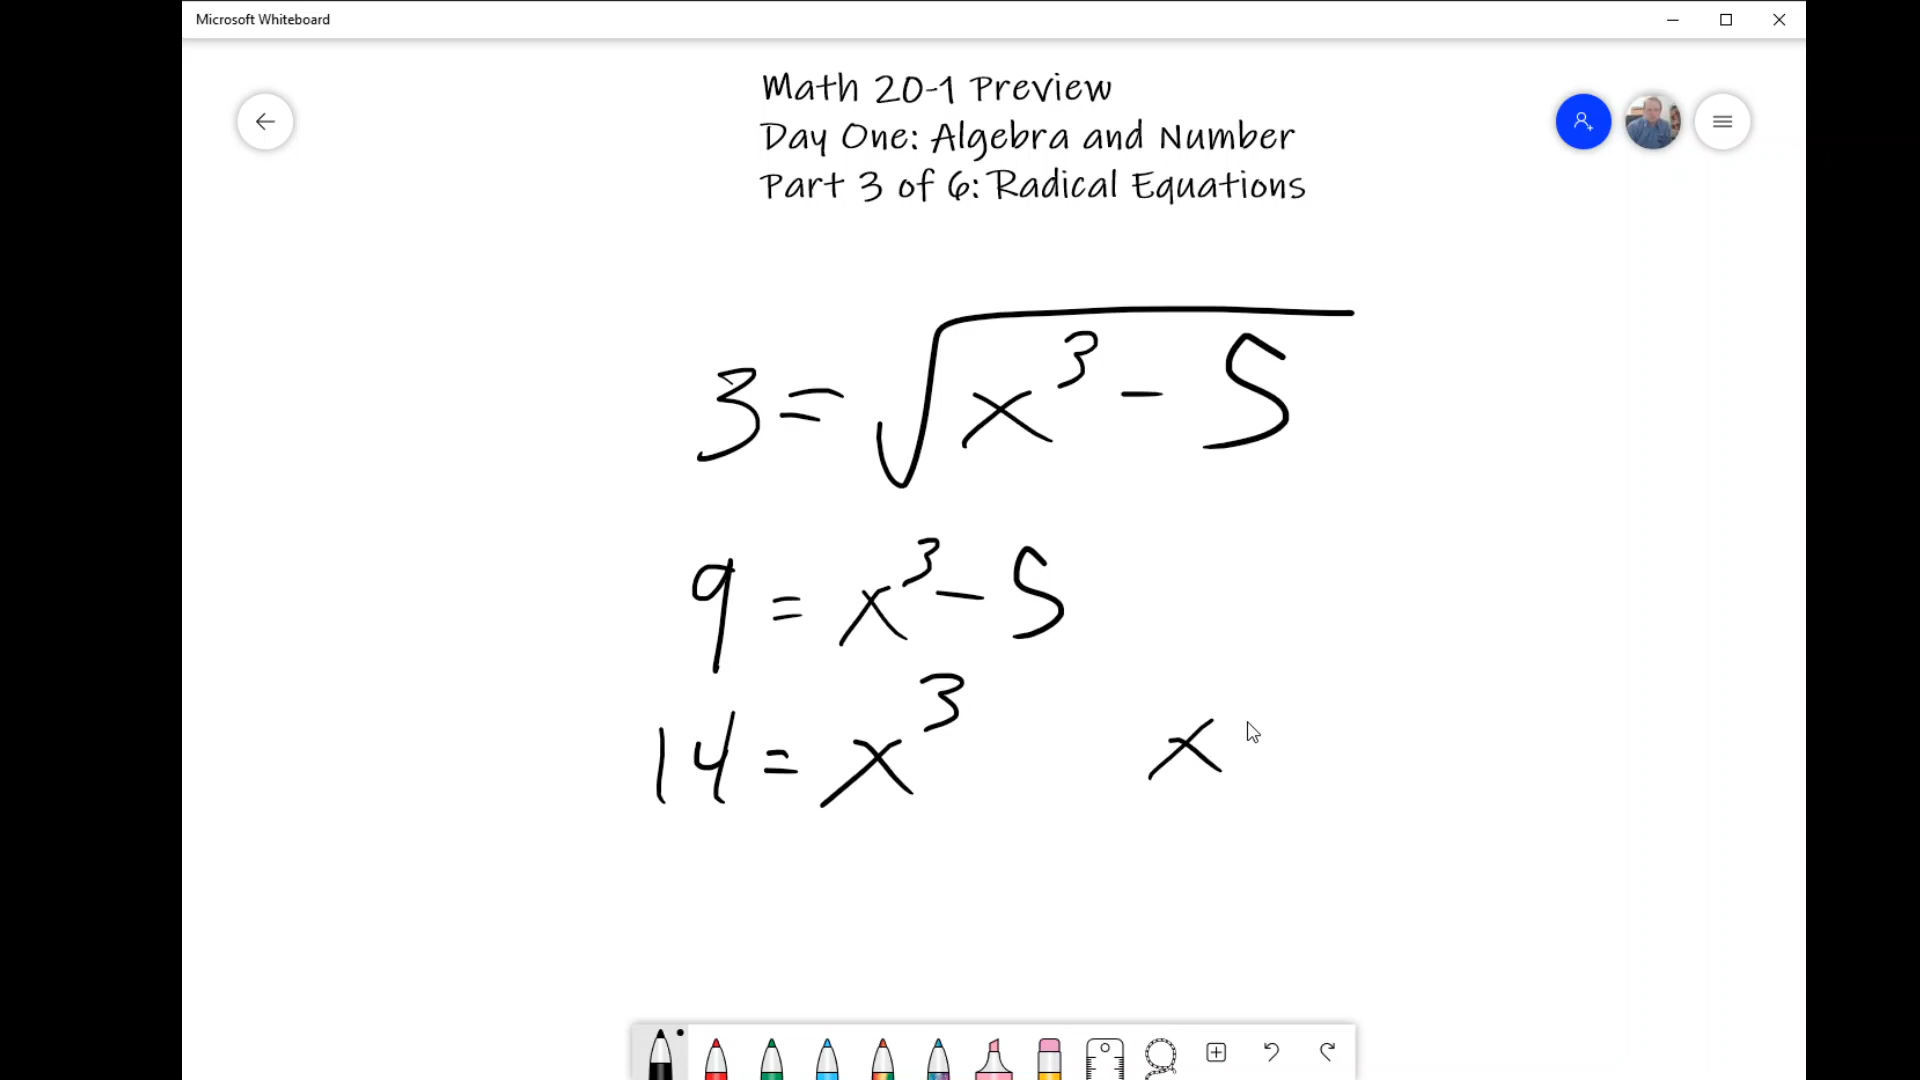 Microsoft Whiteboard
Math 20-1 Preview
Day One: Algebra and Number
Part 3 of 6: Radical Equations
3 = √(x³ - 5)
9 = x³ - 5
14 = x³
x